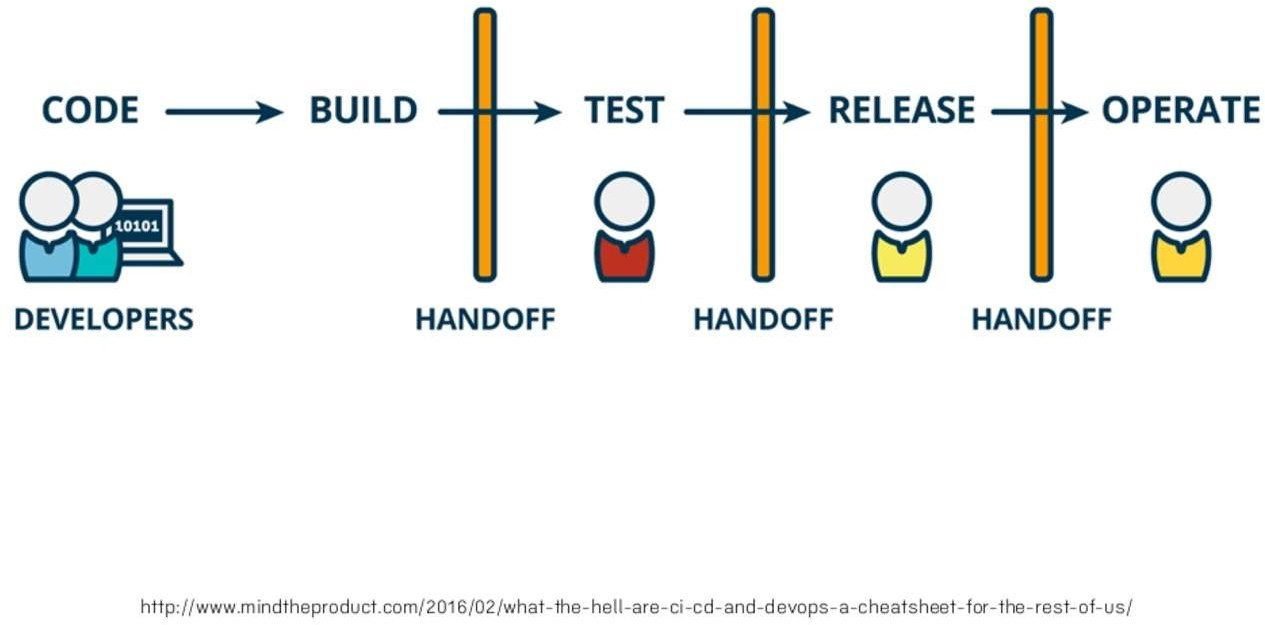 CODE BUILD TEST RELEASE OPERATE
10101
DEVELOPERS HANDOFF HANDOFF HANDOFF
http://www.mindtheproduct.com/2016/02/what-the-hell-are-ci-cd-and-devops-a-cheatsheet-for-the-rest-of-us/